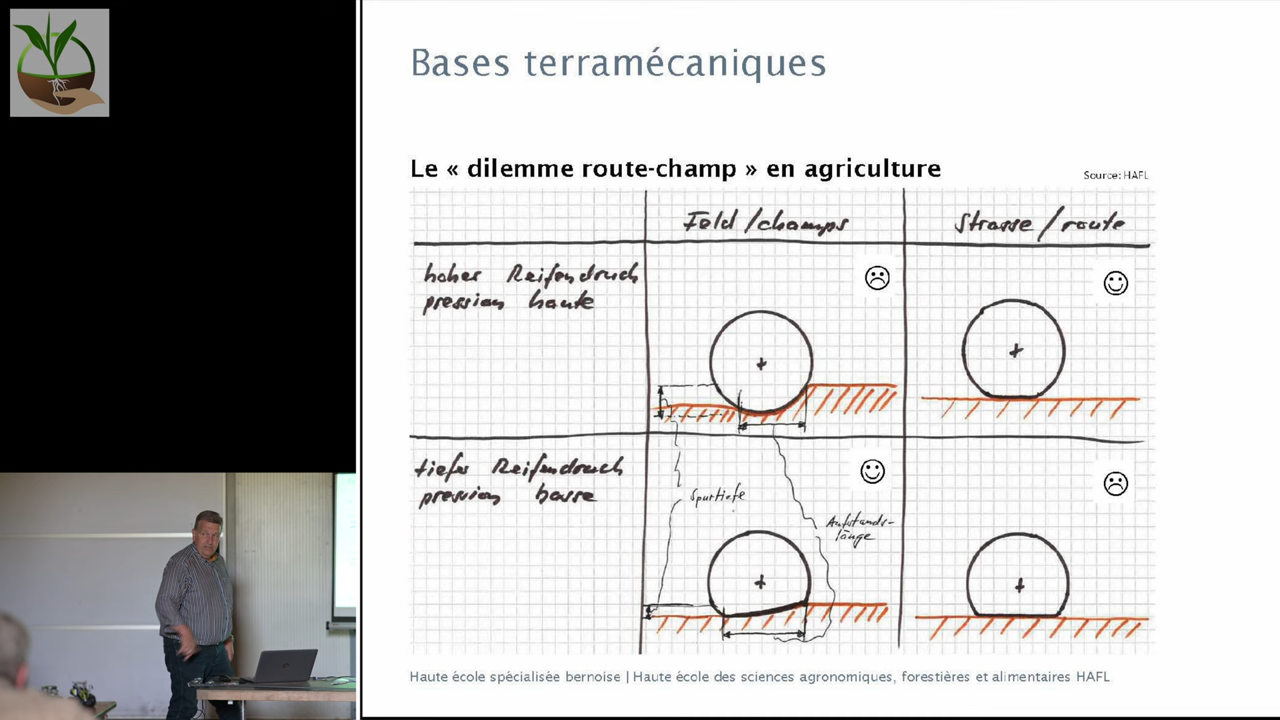 Bases terramécaniques
Le « dilemme route-champ » en agriculture
Source: HAFL
Feld/champs
Strasse/route
hoher Reifendruck
pression haute
tiefer Reifendruck
pression basse
Spurtiefe
Aufstands-
länge
Haute école spécialisée bernoise | Haute école des sciences agronomiques, forestières et alimentaires HAFL